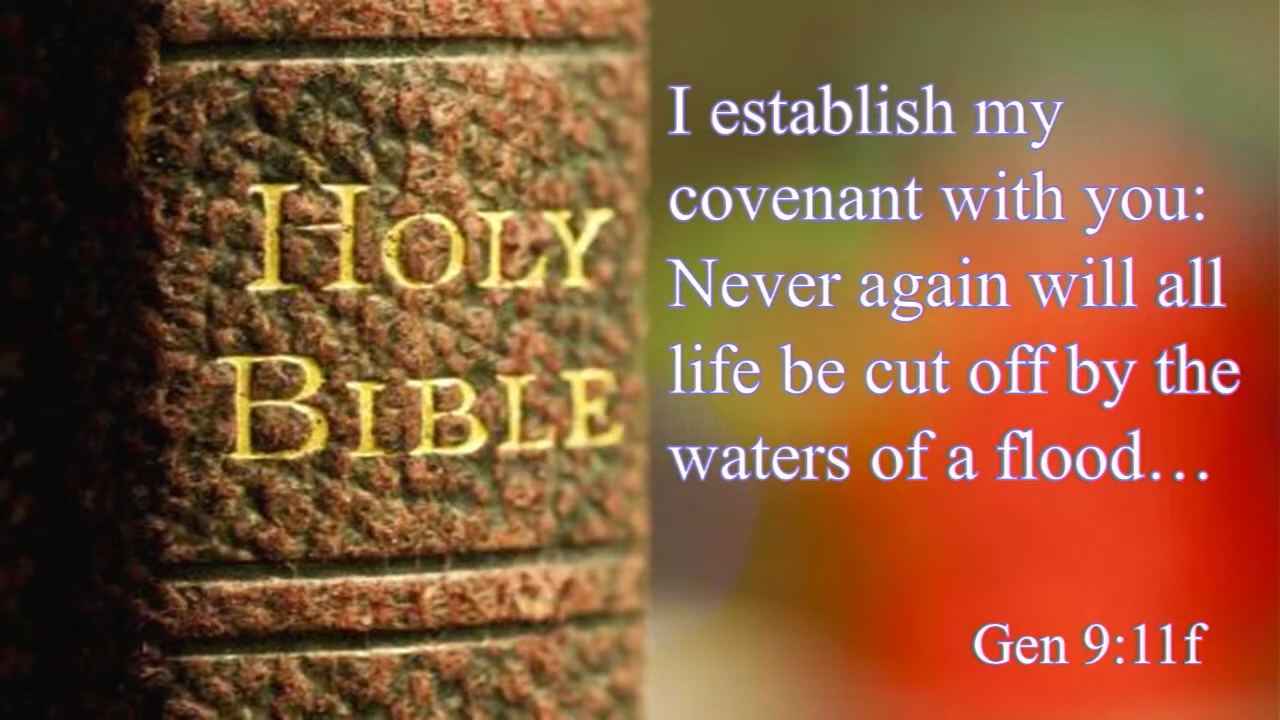 HOLY
BIBLE
I establish my
covenant with you:
Never again will all
life be cut off by the
waters of a flood…
Gen 9:11f